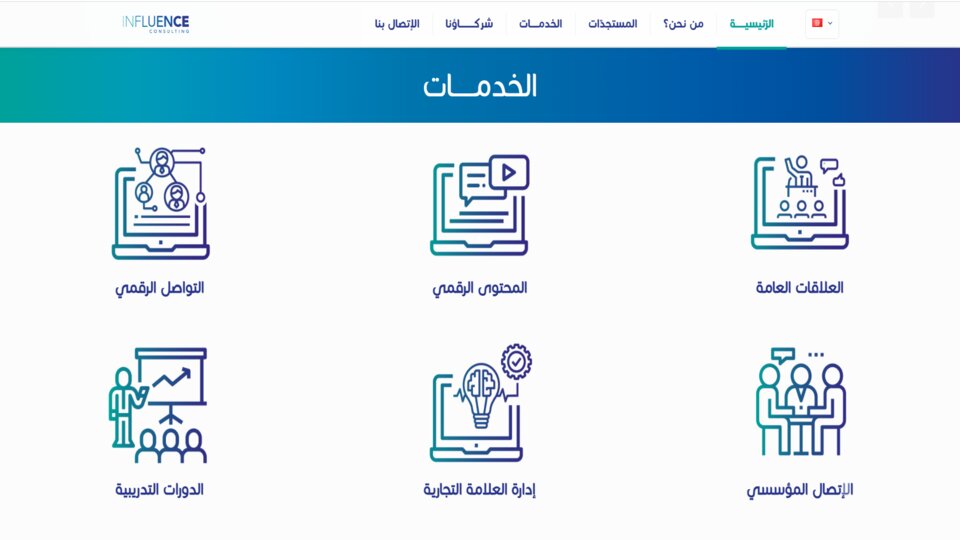 INFLUENCE
CONSULTING
الرئيسيـــة
من نحن؟
المستجدّات
الخدمــات
شركـــاؤنا
الإتصال بنا
الخدمـــات
العلاقات العامة
المحتوى الرقمي
التواصل الرقمي
الإتصال المؤسسي
إدارة العلامة التجارية
الدورات التدريبية